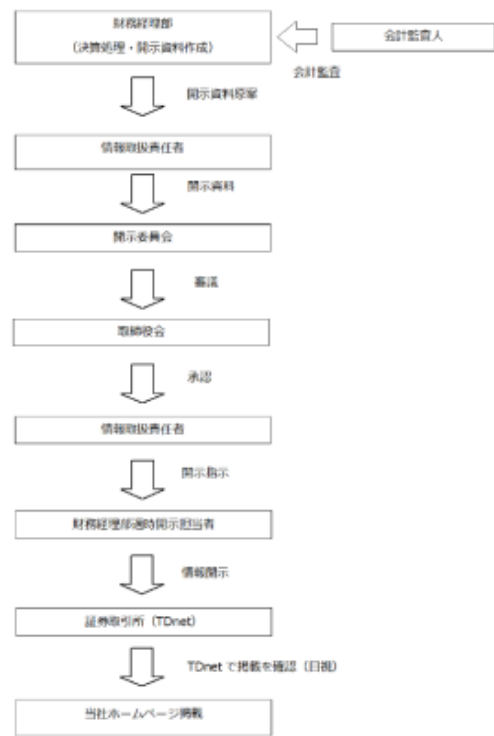 財務経理部
（決算処理・開示資料作成）
会計監査人
会計監査
開示資料原案
情報取扱責任者
開示資料
開示委員会
審議
取締役会
承認
情報取扱責任者
開示指示
財務経理部適時開示担当者
情報開示
証券取引所（TDnet）
TDnet で掲載を確認（目視）
当社ホームページ掲載